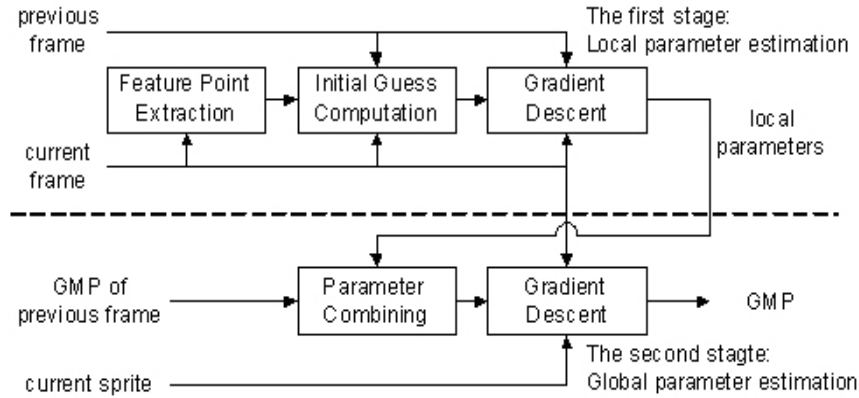 previous
frame
The first stage:
Local parameter estimation
Feature Point
Extraction
Initial Guess
Computation
Gradient
Descent
local
parameters
current
frame
GMP of
previous frame
Parameter
Combining
Gradient
Descent
GMP
The second stagte:
Global parameter estimation
current sprite